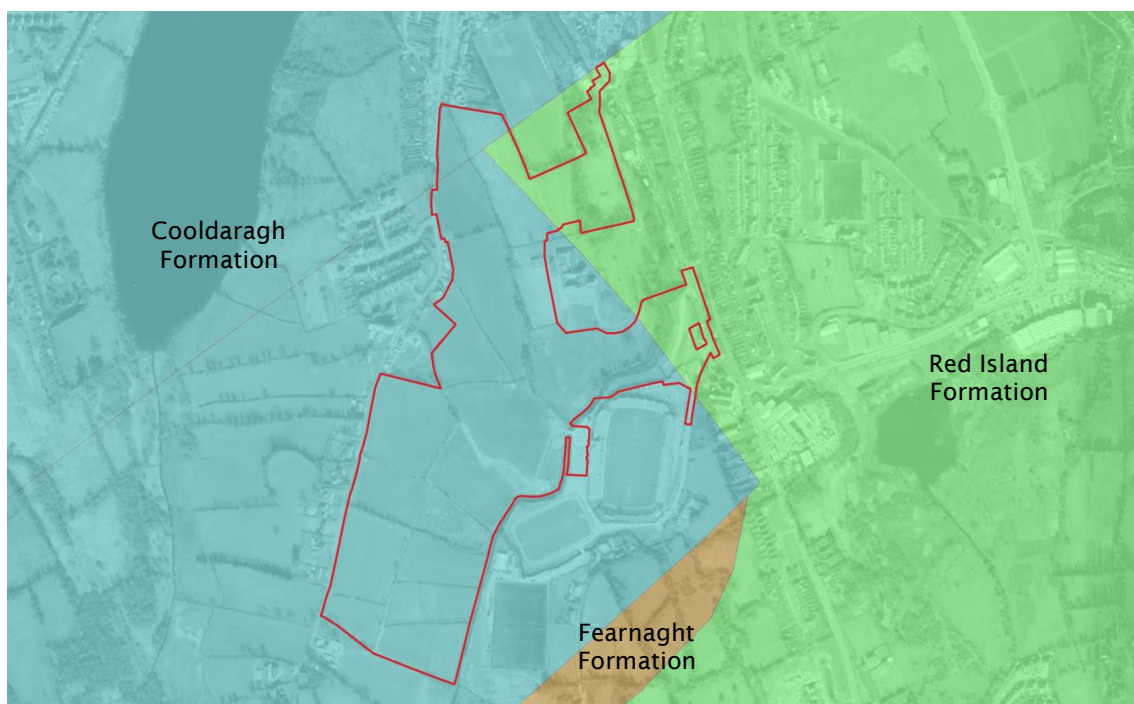 Cooldaragh
Formation
Red Island
Formation
Fearnaght
Formation